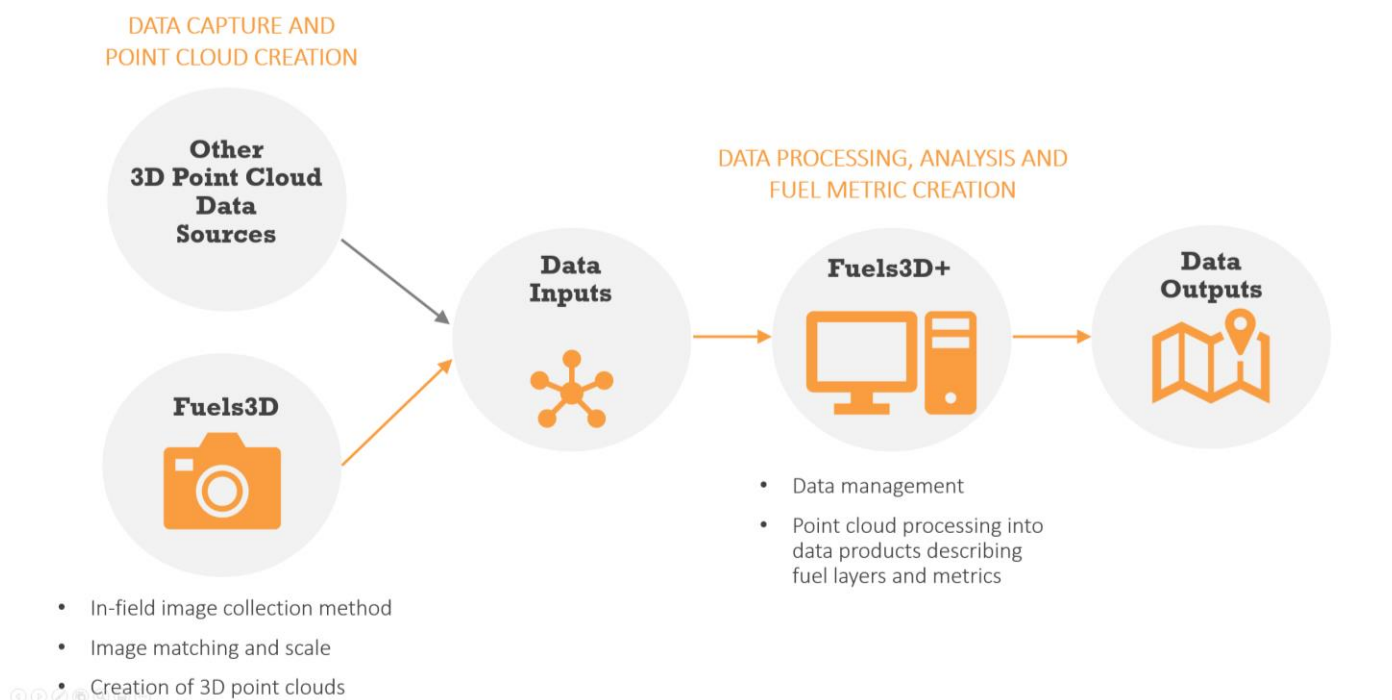 DATA CAPTURE AND
POINT CLOUD CREATION
Other
3D Point Cloud
Data
Sources
DATA PROCESSING, ANALYSIS AND
FUEL METRIC CREATION
Data
Inputs
Fuels3D+
Data
Outputs
Fuels3D
• Data management
• Point cloud processing into
data products describing
fuel layers and metrics
• In-field image collection method
• Image matching and scale
• Creation of 3D point clouds